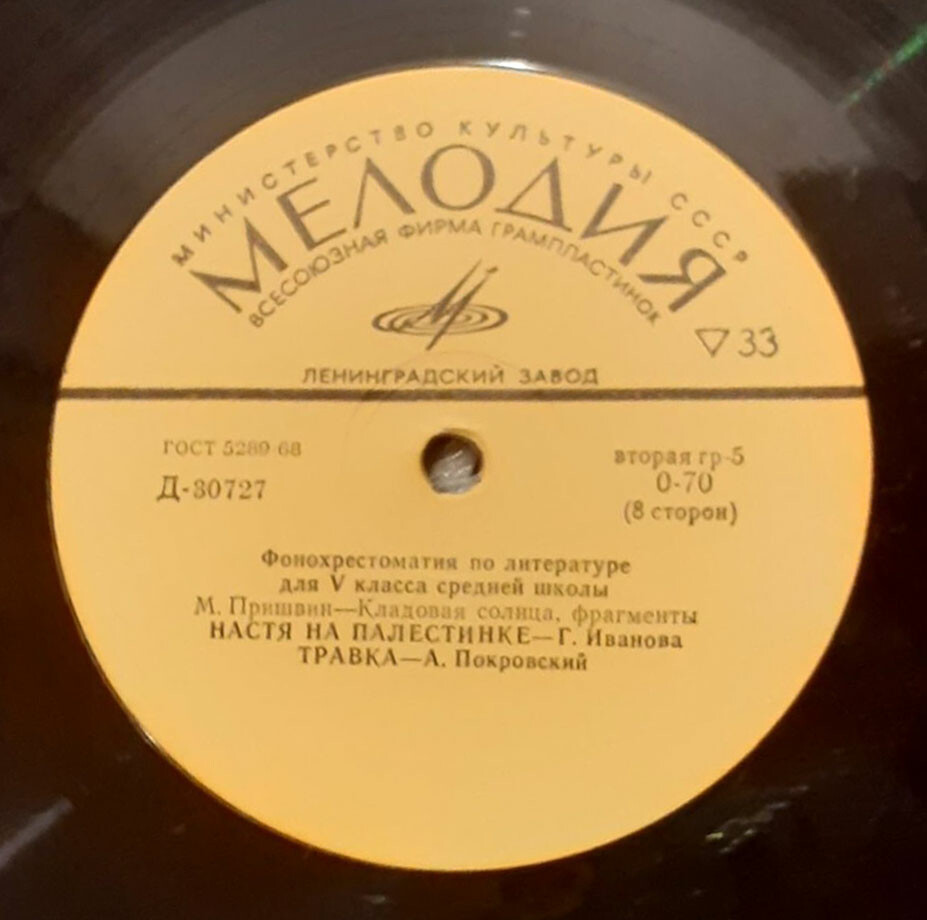 МИНИСТЕРСТВО КУЛЬТУРЫ СССР
МЕЛОДИЯ
ВСЕСОЮЗНАЯ ФИРМА ГРАМПЛАСТИНОК
33
ЛЕНИНГРАДСКИЙ ЗАВОД
ГОСТ 5289-68
Д-30727
вторая гр-5
0-70
(8 сторон)
Фонохрестоматия по литературе
для V класса средней школы
М. Пришвин—Кладовая солнца, фрагменты
НАСТЯ НА ПАЛЕСТИНКЕ—Г. Иванова
ТРАВКА—А. Покровский